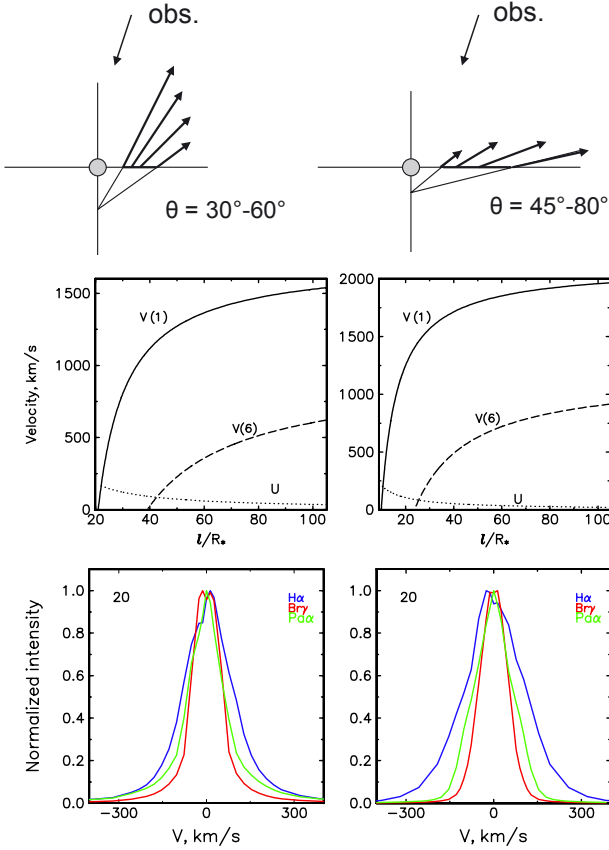 obs.
obs.
θ = 30°-60°
θ = 45°-80°
Velocity, km/s
1500
1000
500
0
V(1)
V(6)
U
20
40
60
80
100
l/R*
2000
1500
1000
500
0
V(1)
V(6)
U
20
40
60
80
100
l/R*
Normalized intensity
1.0
0.8
0.6
0.4
0.2
0.0
20
Hα
Brγ
Paα
−300
0
300
V, km/s
1.0
0.8
0.6
0.4
0.2
0.0
20
Hα
Brγ
Paα
−300
0
300
V, km/s